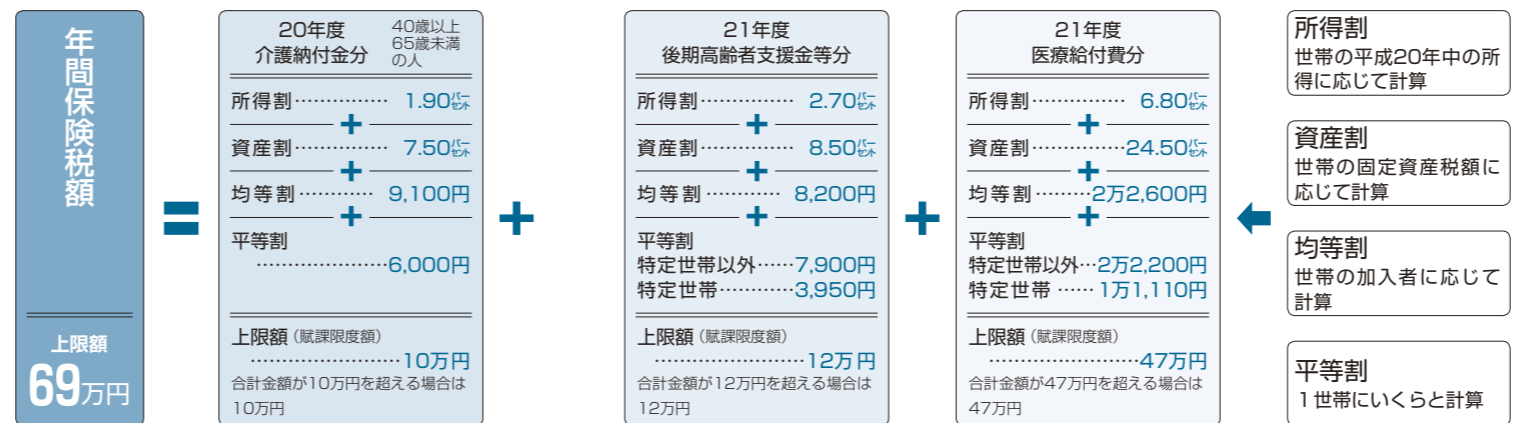 年間保険税額
上限額
69万円
=
20年度
介護納付金分
40歳以上
65歳未満
の人
所得割…………… 1.90パーセント
+
資産割…………… 7.50パーセント
+
均等割………… 9,100円
+
平等割
…………………6,000円
上限額(賦課限度額)
……………………10万円
合計金額が10万円を超える場合は
10万円
+
21年度
後期高齢者支援金等分
所得割…………… 2.70パーセント
+
資産割…………… 8.50パーセント
+
均等割………… 8,200円
+
平等割
特定世帯以外……7,900円
特定世帯…………3,950円
上限額(賦課限度額)
……………………12万円
合計金額が12万円を超える場合は
12万円
+
21年度
医療給付費分
所得割…………… 6.80パーセント
+
資産割……………24.50パーセント
+
均等割………2万2,600円
+
平等割
特定世帯以外…2万2,200円
特定世帯 …… 1万1,110円
上限額(賦課限度額)
……………………47万円
合計金額が47万円を超える場合は
47万円
所得割
世帯の平成20年中の所
得に応じて計算
資産割
世帯の固定資産税額に
応じて計算
均等割
世帯の加入者に応じて
計算
平等割
1世帯にいくらと計算